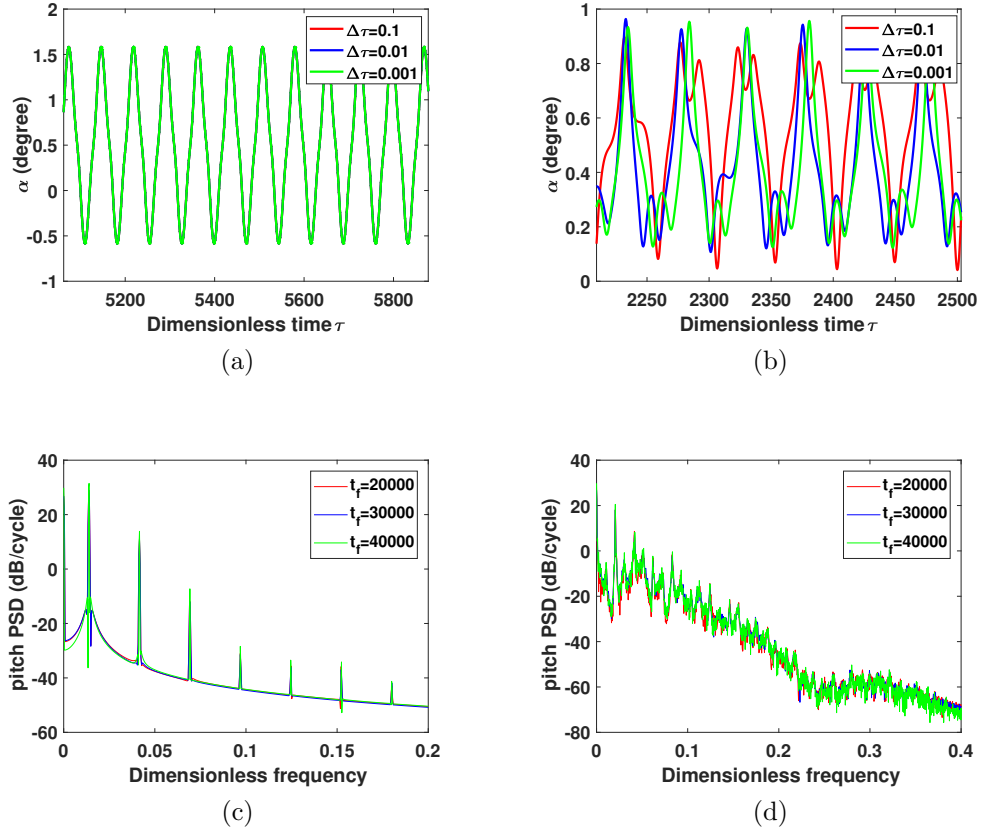 2
1.5
1
0.5
0
-0.5
-1
α (degree)
5200
5400
5600
5800
Dimensionless time τ
Δτ=0.1
Δτ=0.01
Δτ=0.001
(a)
1
0.8
0.6
0.4
0.2
0
α (degree)
2250
2300
2350
2400
2450
2500
Dimensionless time τ
Δτ=0.1
Δτ=0.01
Δτ=0.001
(b)
40
20
0
-20
-40
-60
pitch PSD (dB/cycle)
0
0.05
0.1
0.15
0.2
Dimensionless frequency
t_f=20000
t_f=30000
t_f=40000
(c)
40
20
0
-20
-40
-60
-80
pitch PSD (dB/cycle)
0
0.1
0.2
0.3
0.4
Dimensionless frequency
t_f=20000
t_f=30000
t_f=40000
(d)